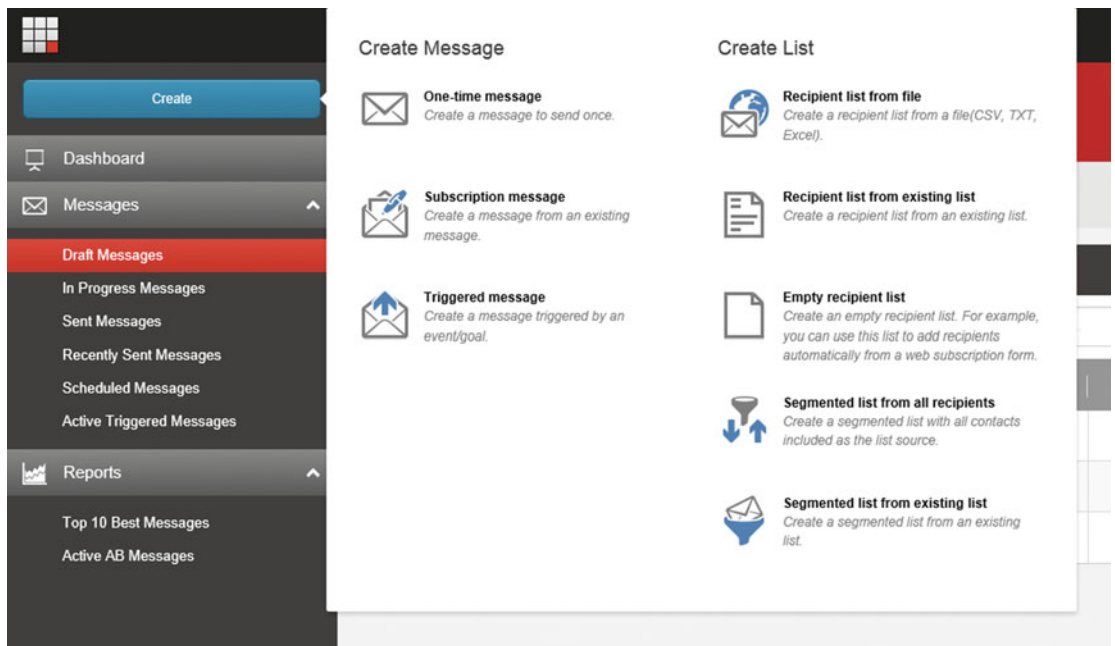 Create
Dashboard
Messages
Draft Messages
In Progress Messages
Sent Messages
Recently Sent Messages
Scheduled Messages
Active Triggered Messages
Reports
Top 10 Best Messages
Active AB Messages
Create Message
One-time message
Create a message to send once.
Subscription message
Create a message from an existing
message.
Triggered message
Create a message triggered by an
event/goal.
Create List
Recipient list from file
Create a recipient list from a file(CSV, TXT,
Excel).
Recipient list from existing list
Create a recipient list from an existing list.
Empty recipient list
Create an empty recipient list. For example,
you can use this list to add recipients
automatically from a web subscription form.
Segmented list from all recipients
Create a segmented list with all contacts
included as the list source.
Segmented list from existing list
Create a segmented list from an existing
list.